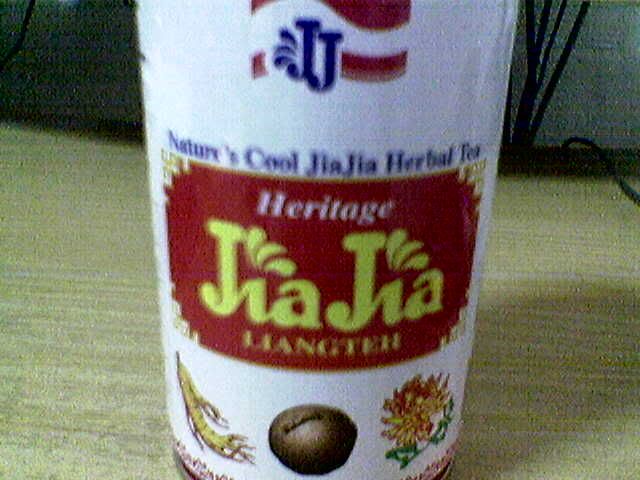 JJ
Nature's Cool JiaJia Herbal Tea
Heritage
JiaJia
LIANGTEH